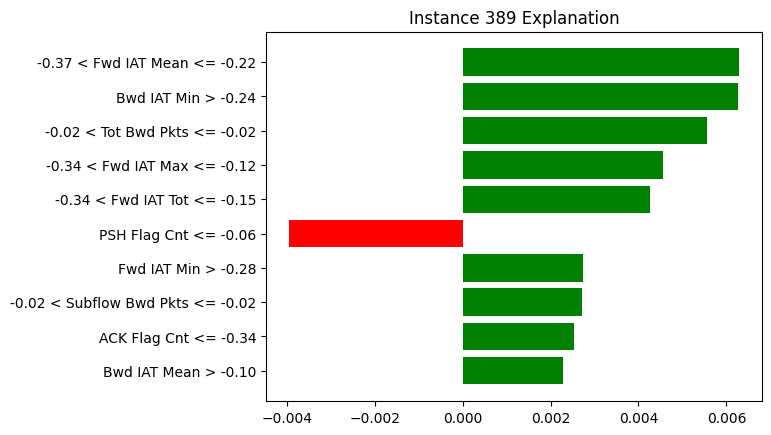 Instance 389 Explanation
-0.37 < Fwd IAT Mean <= -0.22
Bwd IAT Min > -0.24
-0.02 < Tot Bwd Pkts <= -0.02
-0.34 < Fwd IAT Max <= -0.12
-0.34 < Fwd IAT Tot <= -0.15
PSH Flag Cnt <= -0.06
Fwd IAT Min > -0.28
-0.02 < Subflow Bwd Pkts <= -0.02
ACK Flag Cnt <= -0.34
Bwd IAT Mean > -0.10
−0.004 −0.002 0.000 0.002 0.004 0.006